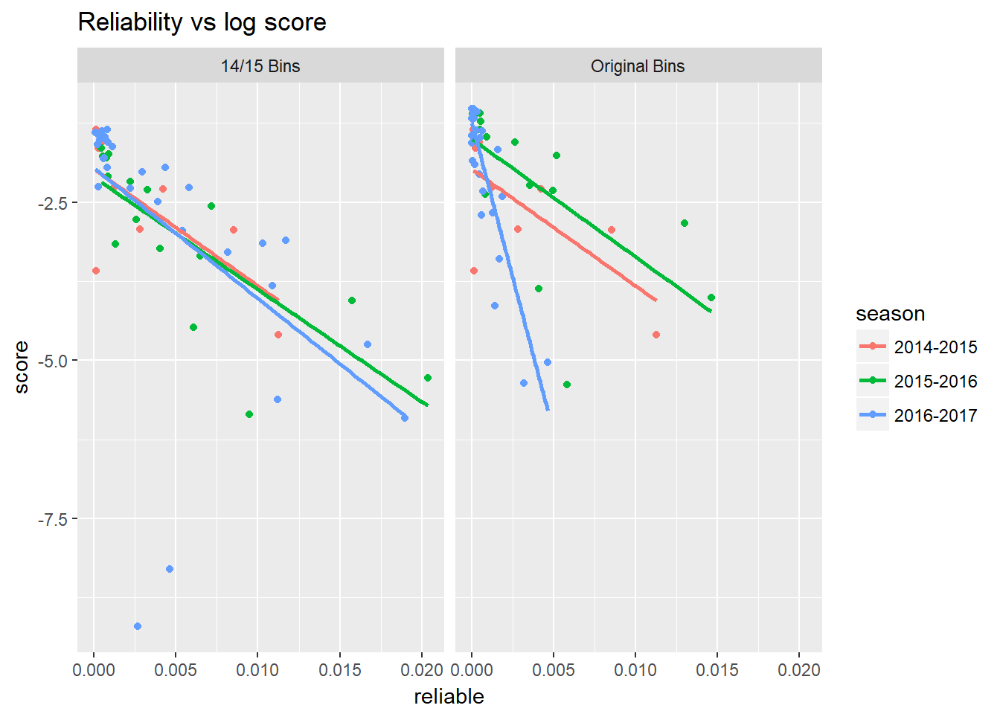 Reliability vs log score
14/15 Bins
Original Bins
-2.5
-5.0
-7.5
score
0.000 0.005 0.010 0.015 0.020
0.000 0.005 0.010 0.015 0.020
reliable
season
2014-2015
2015-2016
2016-2017